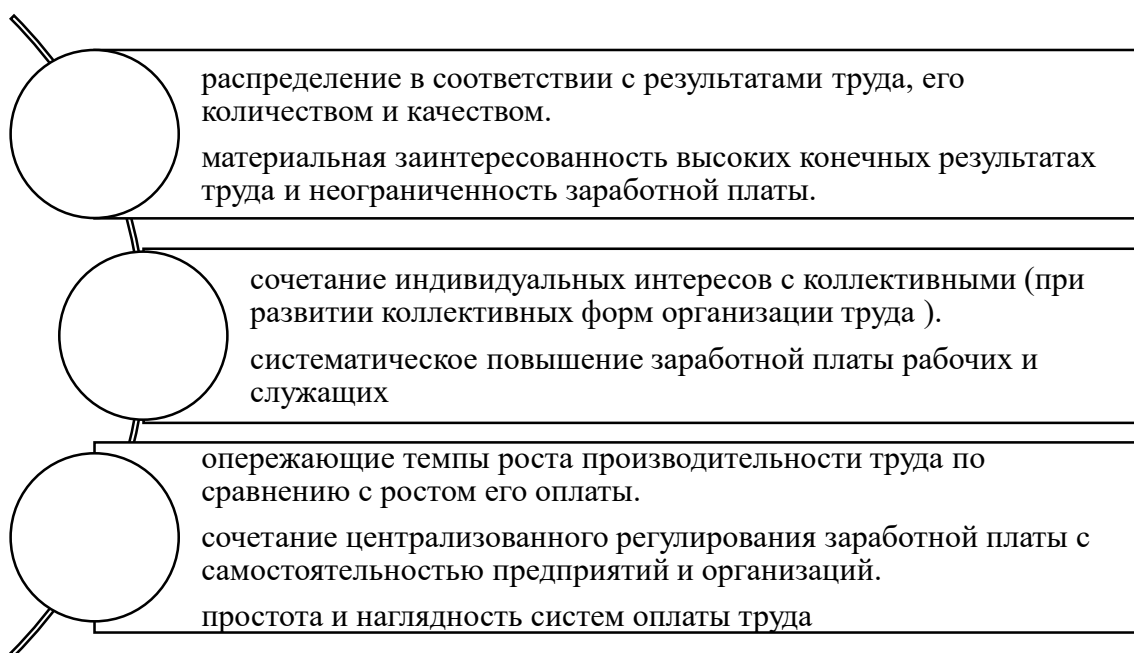 распределение в соответствии с результатами труда, его
количеством и качеством.
материальная заинтересованность высоких конечных результатах
труда и неограниченность заработной платы.
сочетание индивидуальных интересов с коллективными (при
развитии коллективных форм организации труда ).
систематическое повышение заработной платы рабочих и
служащих
опережающие темпы роста производительности труда по
сравнению с ростом его оплаты.
сочетание централизованного регулирования заработной платы с
самостоятельностью предприятий и организаций.
простота и наглядность систем оплаты труда